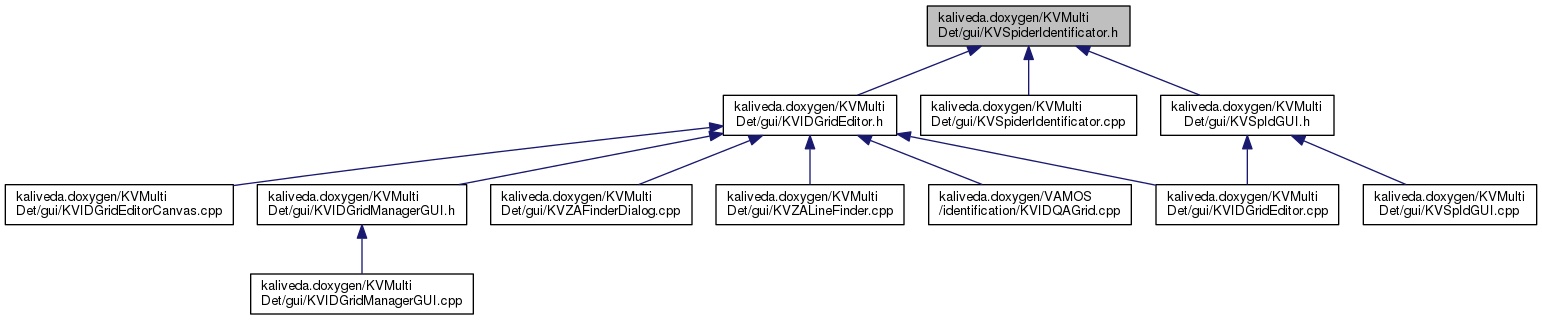 kaliveda.doxygen/KVMulti
Det/gui/KVSpiderIdentificator.h
kaliveda.doxygen/KVMulti
Det/gui/KVIDGridEditor.h
kaliveda.doxygen/KVMulti
Det/gui/KVSpiderIdentificator.cpp
kaliveda.doxygen/KVMulti
Det/gui/KVSpIdGUI.h
kaliveda.doxygen/KVMulti
Det/gui/KVIDGridEditorCanvas.cpp
kaliveda.doxygen/KVMulti
Det/gui/KVIDGridManagerGUI.h
kaliveda.doxygen/KVMulti
Det/gui/KVZAFinderDialog.cpp
kaliveda.doxygen/KVMulti
Det/gui/KVZALineFinder.cpp
kaliveda.doxygen/VAMOS
/identification/KVIDQAGrid.cpp
kaliveda.doxygen/KVMulti
Det/gui/KVIDGridEditor.cpp
kaliveda.doxygen/KVMulti
Det/gui/KVSpIdGUI.cpp
kaliveda.doxygen/KVMulti
Det/gui/KVIDGridManagerGUI.cpp